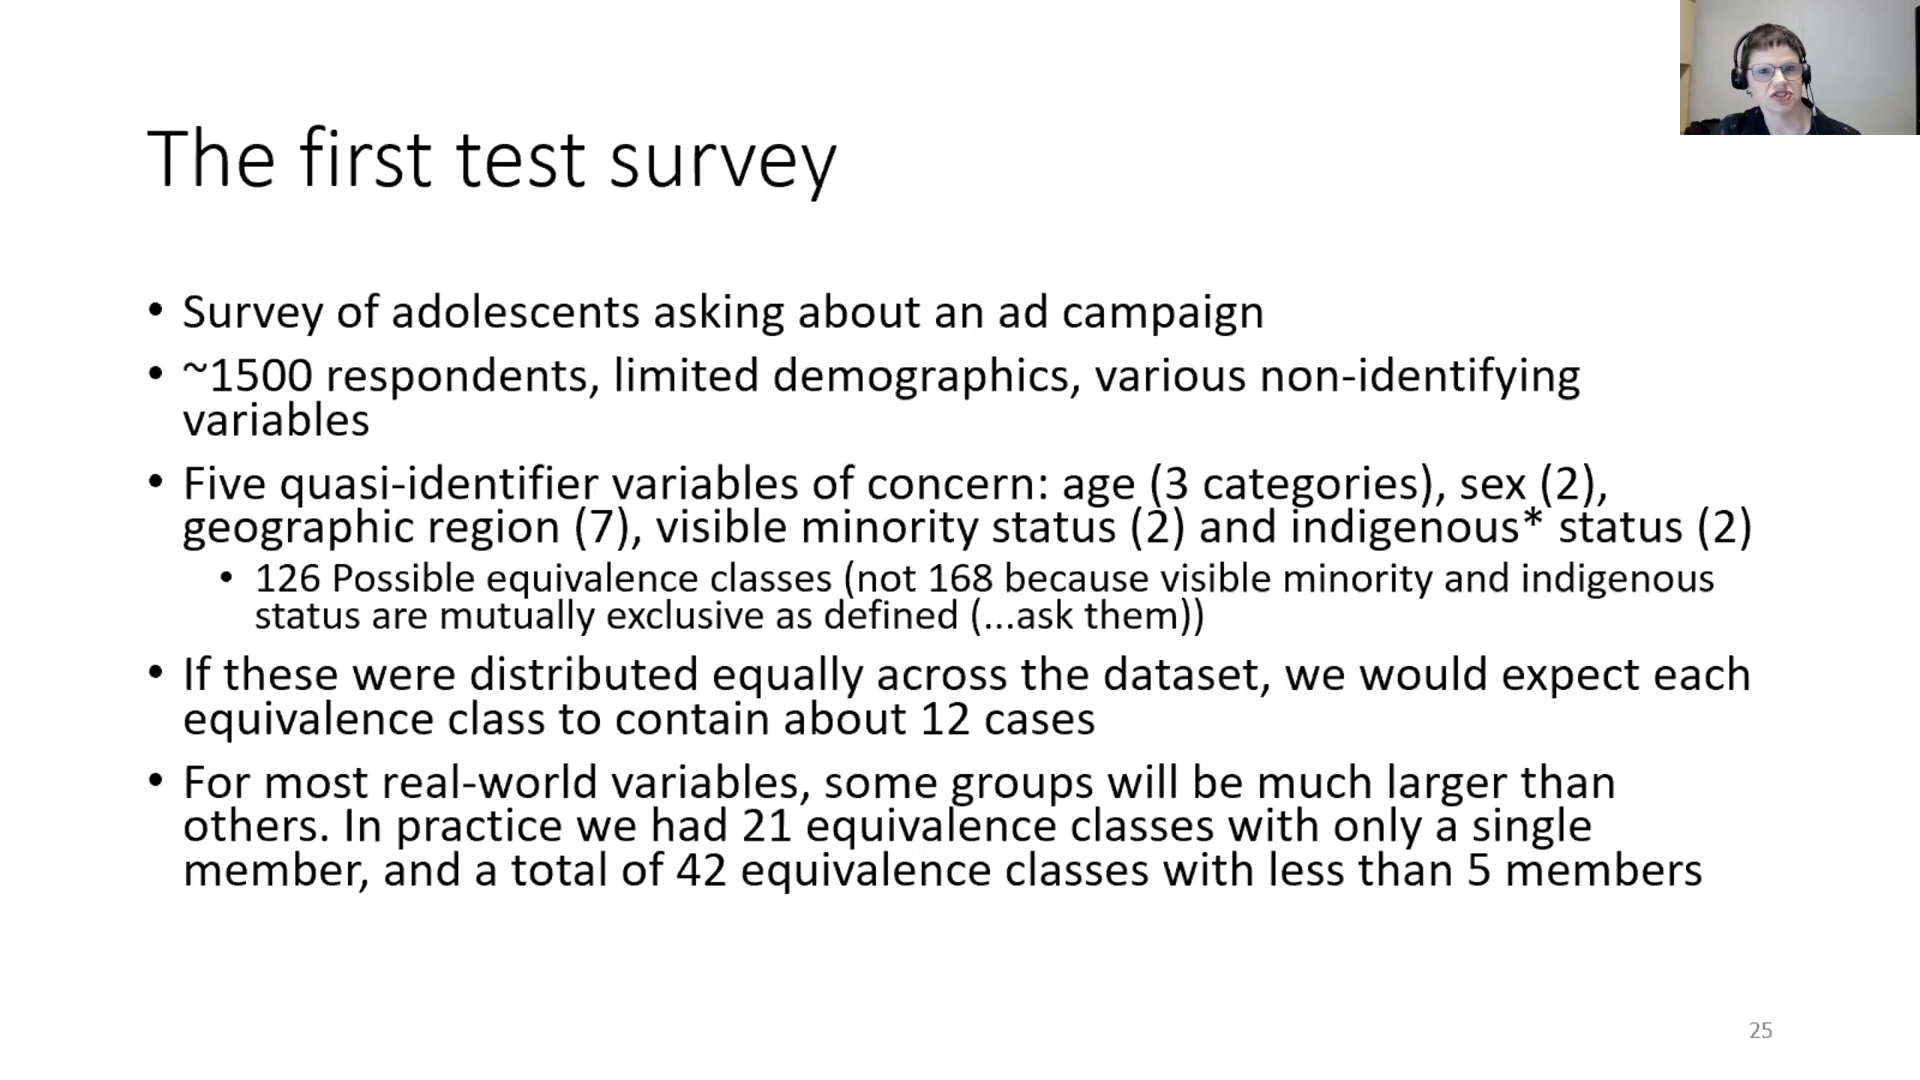 The first test survey
• Survey of adolescents asking about an ad campaign
• ~1500 respondents, limited demographics, various non-identifying
variables
• Five quasi-identifier variables of concern: age (3 categories), sex (2),
geographic region (7), visible minority status (2) and indigenous* status (2)
• 126 Possible equivalence classes (not 168 because visible minority and indigenous
status are mutually exclusive as defined (...ask them))
• If these were distributed equally across the dataset, we would expect each
equivalence class to contain about 12 cases
• For most real-world variables, some groups will be much larger than
others. In practice we had 21 equivalence classes with only a single
member, and a total of 42 equivalence classes with less than 5 members
25